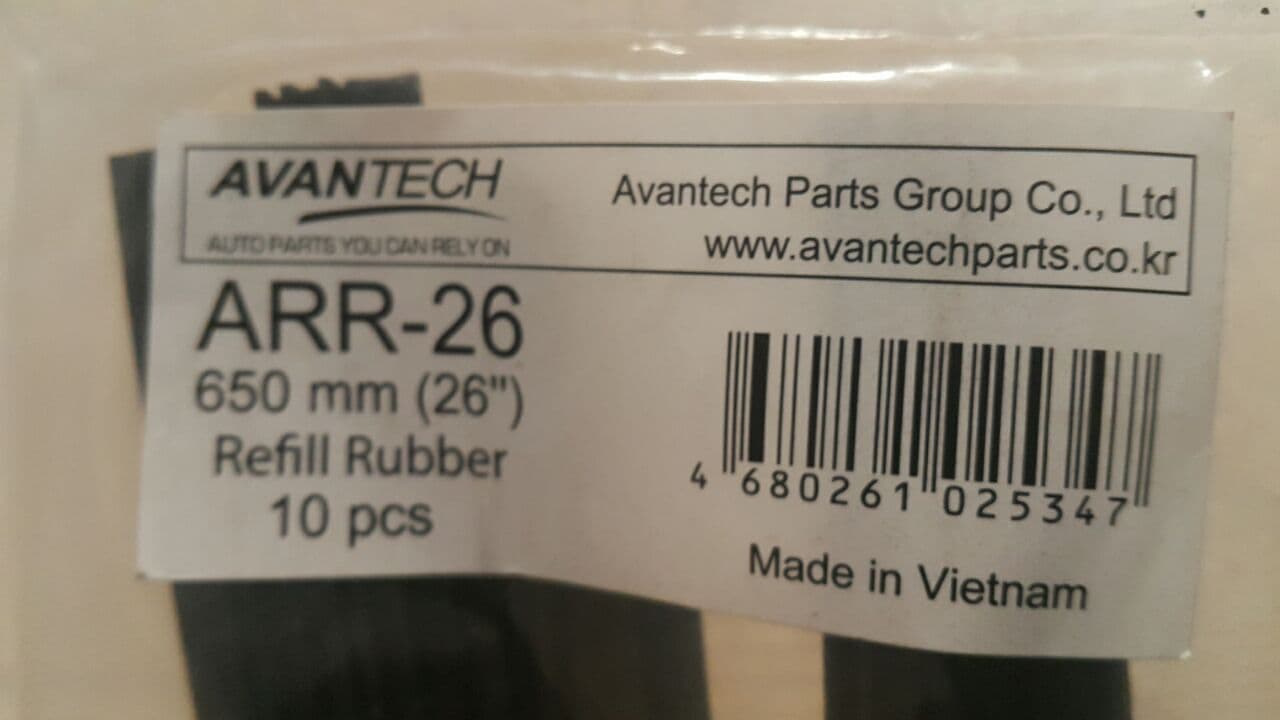 AVANTECH
AUTO PARTS YOU CAN RELY ON
Avantech Parts Group Co., Ltd
www.avantechparts.co.kr
ARR-26
650 mm (26")
Refill Rubber
10 pcs
4 680261 025347
Made in Vietnam